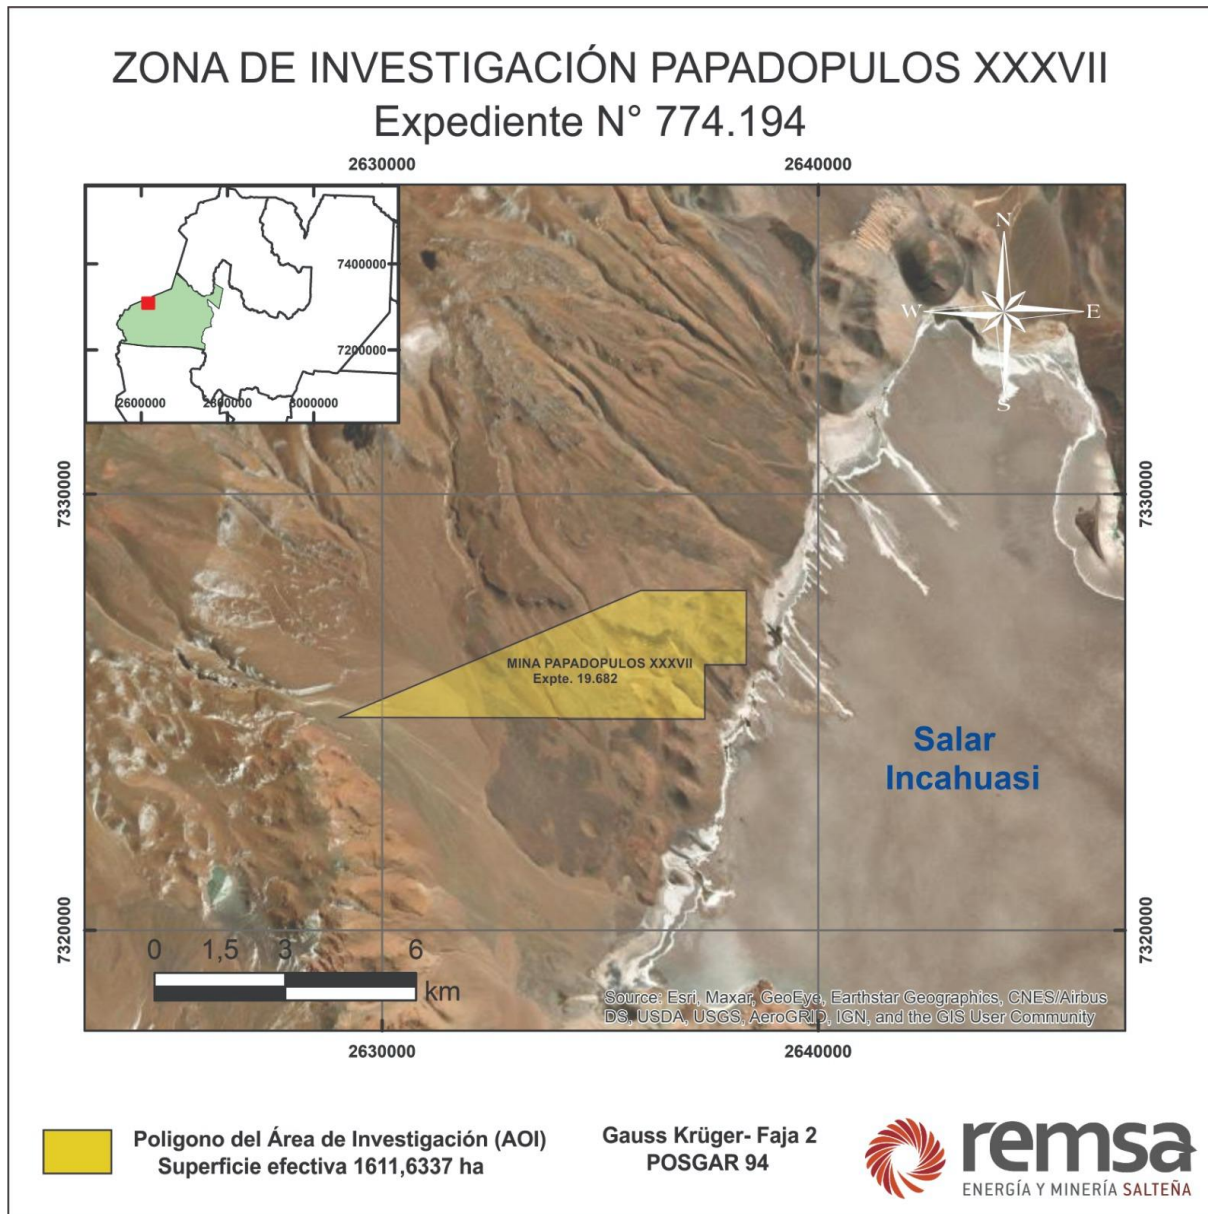 ZONA DE INVESTIGACIÓN PAPADOPULOS XXXVII
Expediente N° 774.194
2630000
2640000
7400000
7200000
2600000
2800000
3000000
N
W
E
S
7330000
7330000
MINA PAPADOPULOS XXXVII
Expte. 19.682
Salar
Incahuasi
7320000
7320000
0 1,5 3 6
km
Source: Esri, Maxar, GeoEye, Earthstar Geographics, CNES/Airbus
DS, USDA, USGS, AeroGRID, IGN, and the GIS User Community
2630000
2640000
Poligono del Área de Investigación (AOI)
Superficie efectiva 1611,6337 ha
Gauss Krüger- Faja 2
POSGAR 94
remsa
ENERGÍA Y MINERÍA SALTEÑA